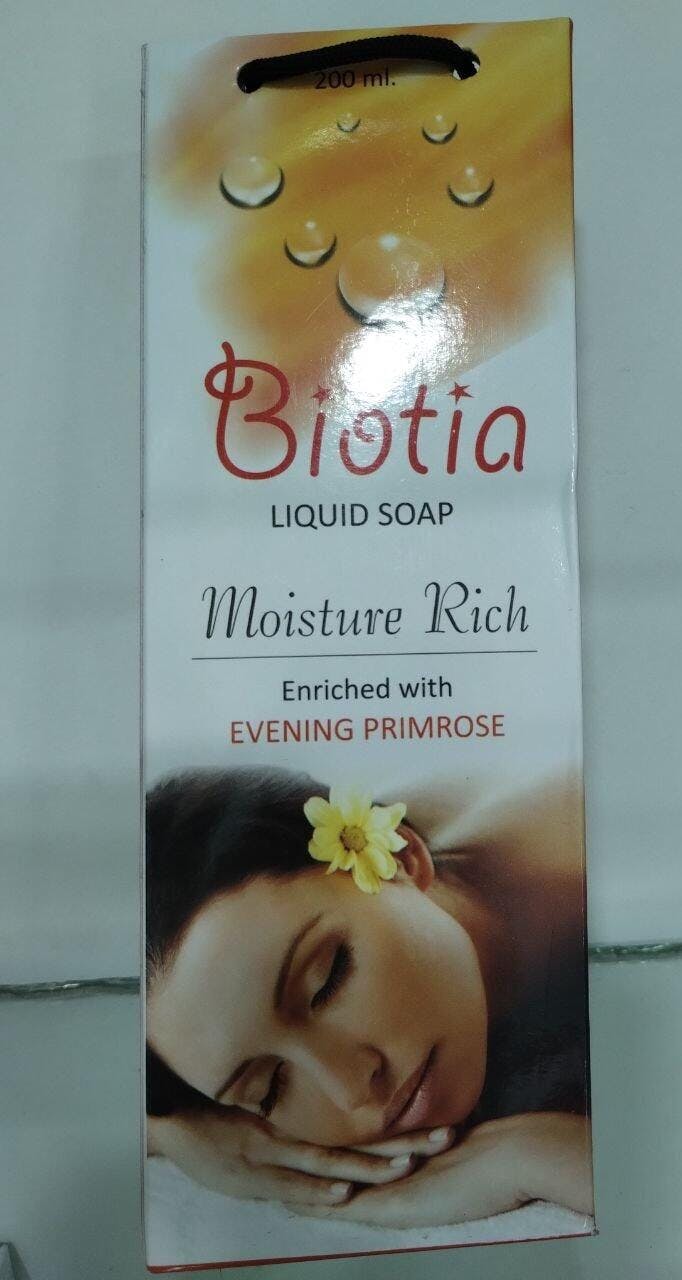 200 ml.
Biotia
LIQUID SOAP
Moisture Rich
Enriched with
EVENING PRIMROSE